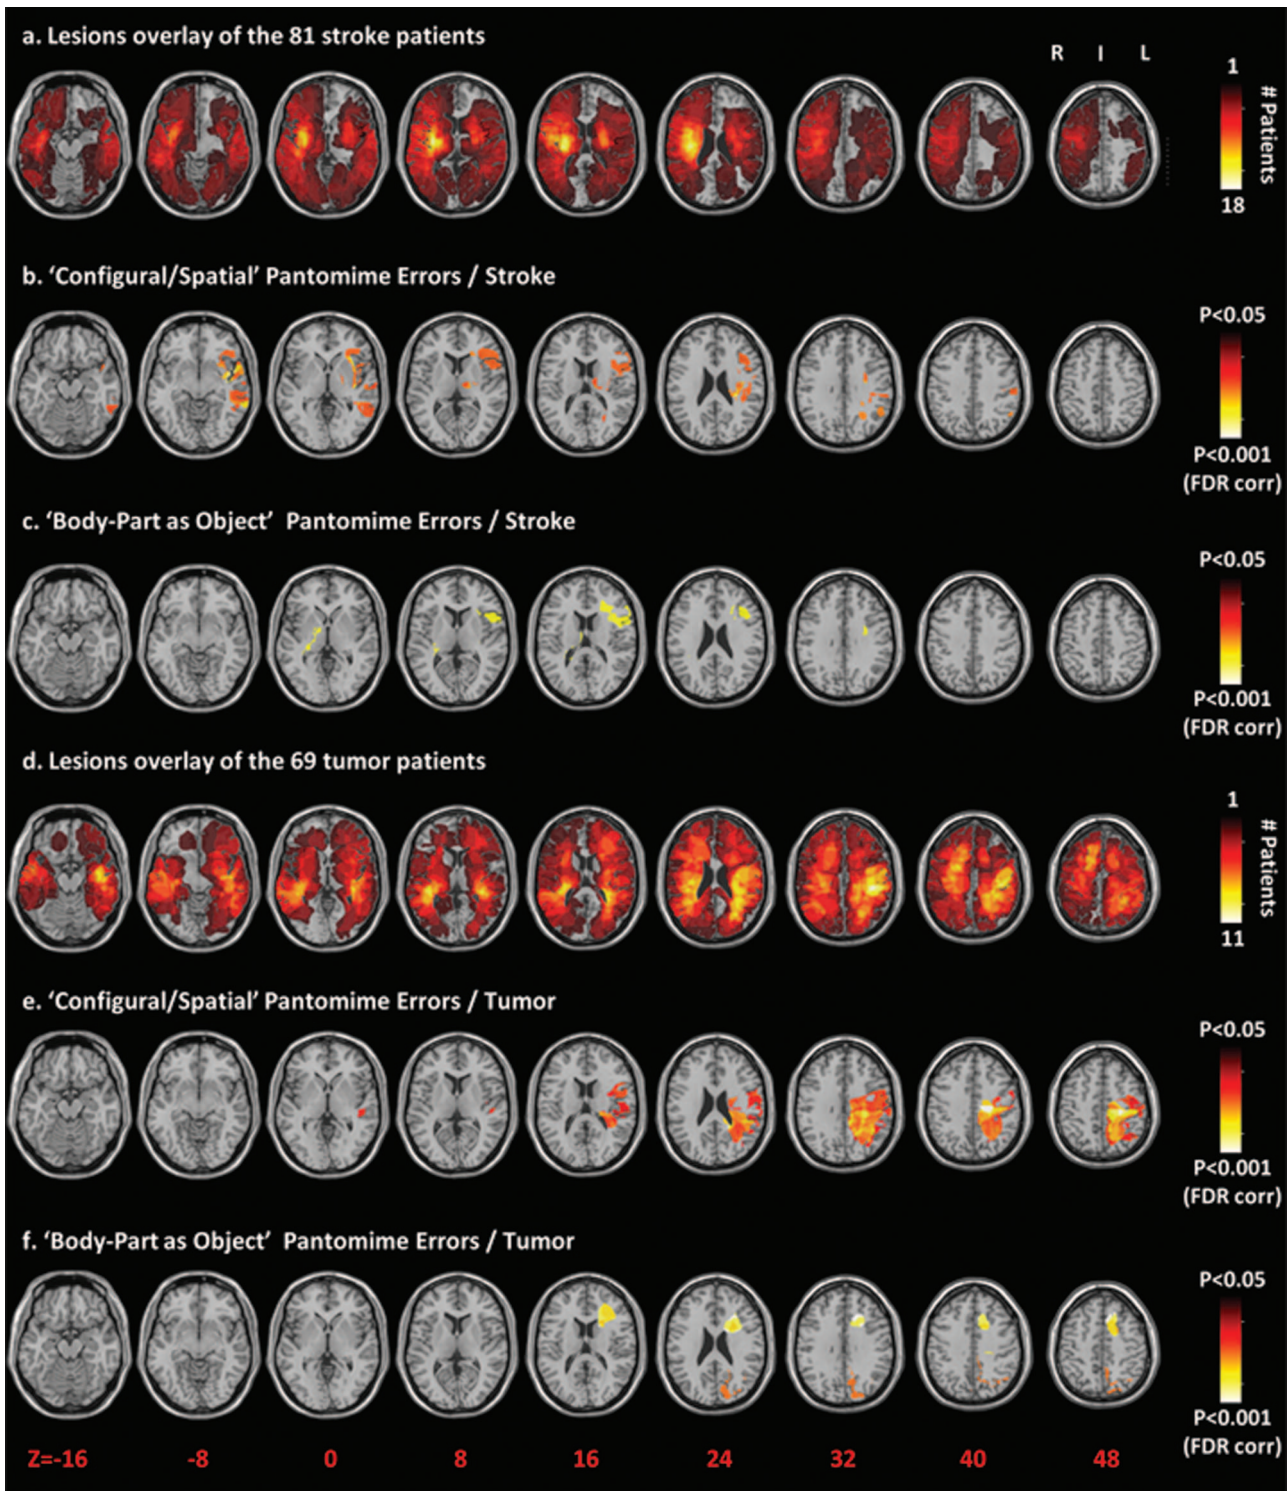 a. Lesions overlay of the 81 stroke patients
R I L
1
# Patients
18
b. ‘Configural/Spatial’ Pantomime Errors / Stroke
P<0.05
P<0.001
(FDR corr)
c. ‘Body-Part as Object’ Pantomime Errors / Stroke
P<0.05
P<0.001
(FDR corr)
d. Lesions overlay of the 69 tumor patients
1
# Patients
11
e. ‘Configural/Spatial’ Pantomime Errors / Tumor
P<0.05
P<0.001
(FDR corr)
f. ‘Body-Part as Object’ Pantomime Errors / Tumor
P<0.05
P<0.001
(FDR corr)
Z=-16 -8 0 8 16 24 32 40 48